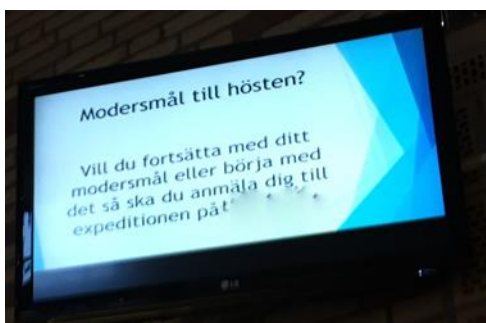 Modersmål till hösten?
Vill du fortsätta med ditt
modersmål eller börja med
det så ska du anmäla dig till
expeditionen på
LG